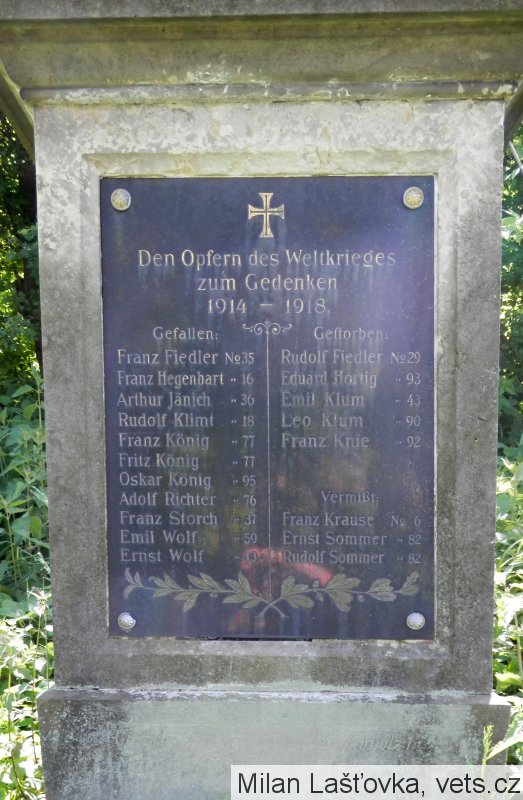 Den Opfern des Weltkrieges
zum Gedenken
1914 – 1918.
Gefallen:
Franz Fiedler No 35
Franz Hegenbart " 16
Arthur Jänich " 36
Rudolf Klimt " 18
Franz König " 77
Fritz König " 77
Oskar König " 95
Adolf Richter " 76
Franz Storch " 37
Emil Wolf " 59
Ernst Wolf " 13
Gestorben:
Rudolf Fiedler No 29
Eduard Hortig " 93
Emil Klum " 43
Leo Klum " 90
Franz Knie " 92
Vermißt:
Franz Krause No 6
Ernst Sommer " 82
Rudolf Sommer " 82
Milan Lašťovka, vets.cz